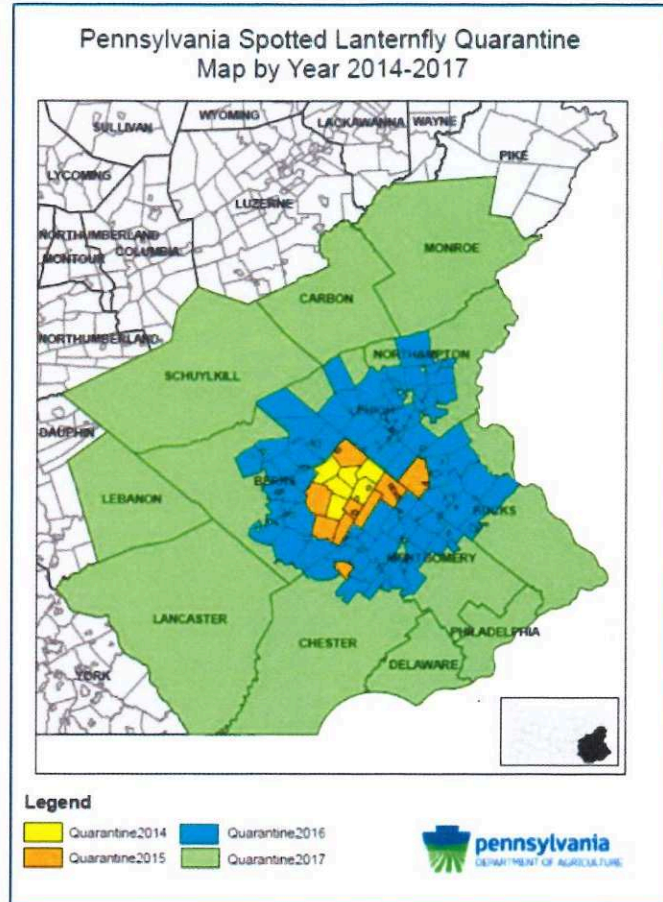 Pennsylvania Spotted Lanternfly Quarantine
Map by Year 2014-2017
WYOMING
SULLIVAN
LACKAWANNA
WAYNE
PIKE
LYCOMING
LUZERNE
NORTHUMBERLAND
COLUMBIA
MONTOUR
MONROE
CARBON
NORTHUMBERLAND
NORTHAMPTON
SCHUYLKILL
LEHIGH
DAUPHIN
BERKS
LEBANON
BUCKS
MONTGOMERY
LANCASTER
PHILADELPHIA
CHESTER
DELAWARE
YORK
Legend
Quarantine2014
Quarantine2016
Quarantine2015
Quarantine2017
pennsylvania
DEPARTMENT OF AGRICULTURE